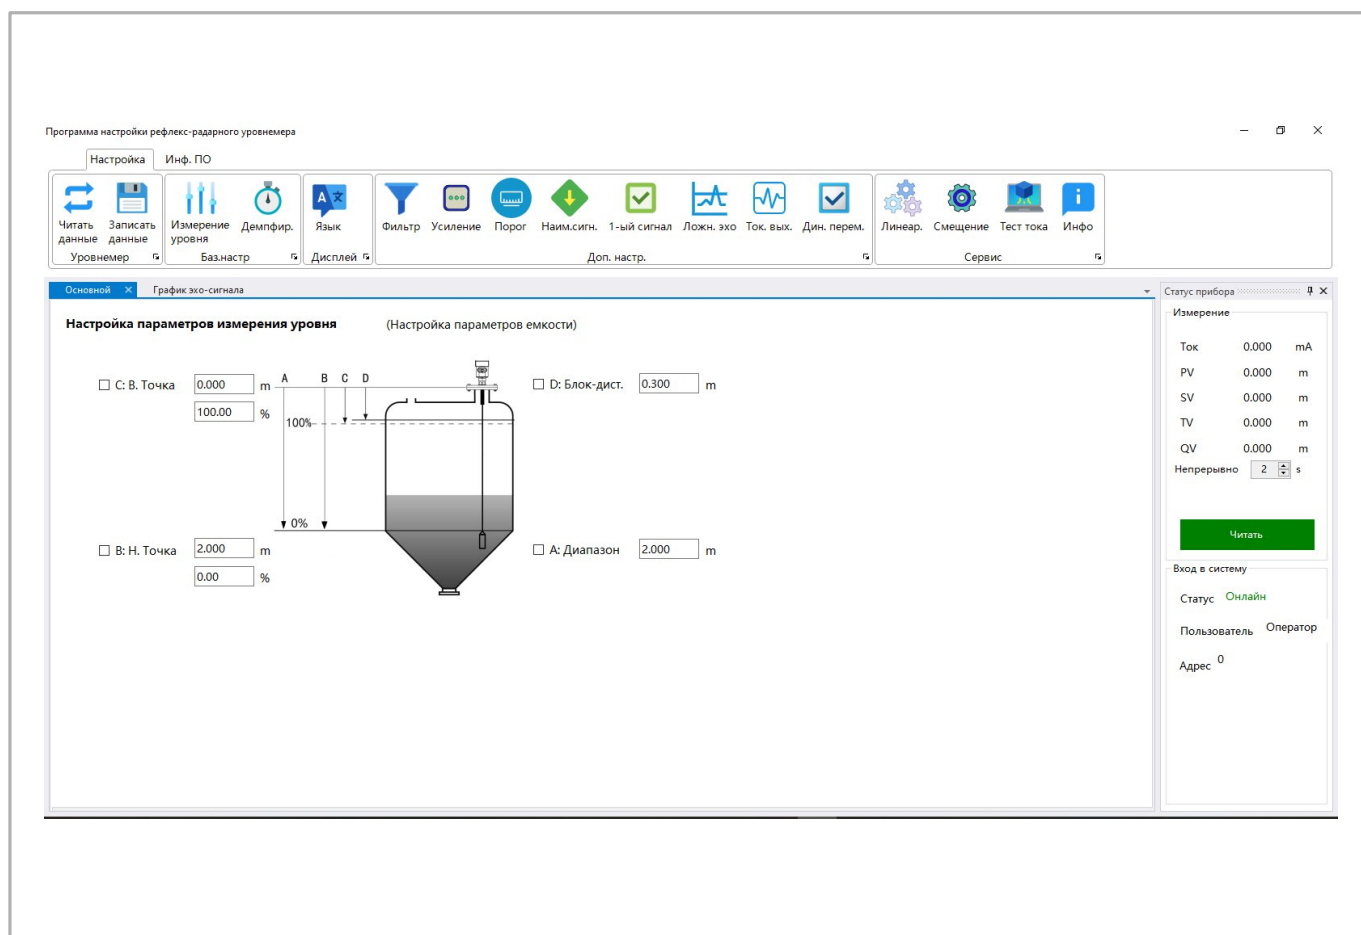 Программа настройки рефлекс-радарного уровнемера
Настройка Инф. ПО
Читать данные
Записать данные
Измерение уровня
Демпфир.
Язык
Фильтр
Усиление
Порог
Наим.сигн.
1-ый сигнал
Ложн. эхо
Ток. вых.
Дин. перем.
Линеар.
Смещение
Тест тока
Инфо
Уровнемер
Баз.настр
Дисплей
Доп. настр.
Сервис
Основной
График эхо-сигнала
Настройка параметров измерения уровня (Настройка параметров емкости)
C: В. Точка 0.000 m
100.00 %
A B C D
100%
0%
D: Блок-дист. 0.300 m
B: Н. Точка 2.000 m
0.00 %
A: Диапазон 2.000 m
Статус прибора
Измерение
Ток 0.000 mA
PV 0.000 m
SV 0.000 m
TV 0.000 m
QV 0.000 m
Непрерывно 2 s
Читать
Вход в систему
Статус Онлайн
Пользователь Оператор
Адрес 0